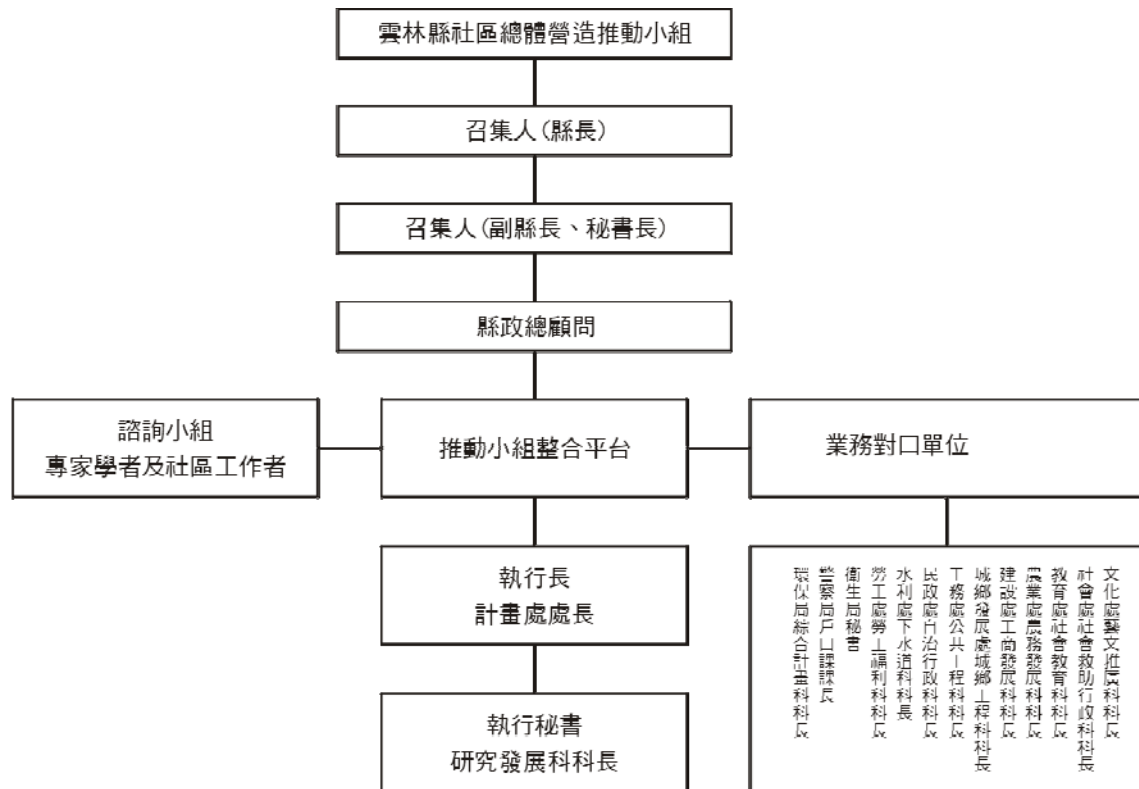 雲林縣社區總體營造推動小組
召集人(縣長)
召集人(副縣長、秘書長)
縣政總顧問
諮詢小組
專家學者及社區工作者
推動小組整合平台
業務對口單位
執行長
計畫處處長
執行秘書
研究發展科科長
文化處藝文推廣科科長
社會處社會救助行政科科長
教育處社會教育科科長
農業處農務發展科科長
建設處工商發展科科長
城鄉發展處城鄉工程科科長
工務處公共工程科科長
民政處自治行政科科長
水利處下水道科科長
勞工處勞工福利科科長
衛生局秘書
警察局戶口課課長
環保局綜合計畫科科長